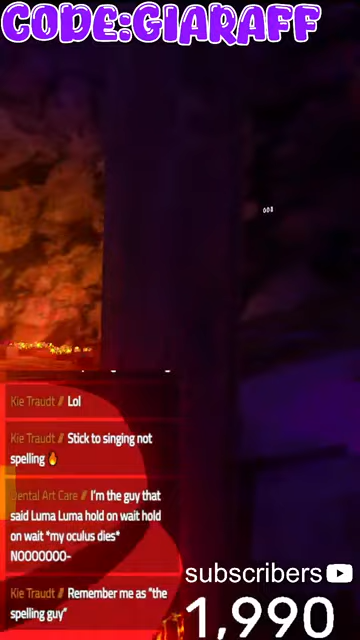 CODE:GIARAFF
Kie Traudt // Lol
Kie Traudt // Stick to singing not
spelling 🔥
Dental Art Care // I'm the guy that
said Luma Luma hold on wait hold
on wait *my oculus dies*
NOOOOOOO-
Kie Traudt // Remember me as "the
spelling guy"
subscribers
1,990